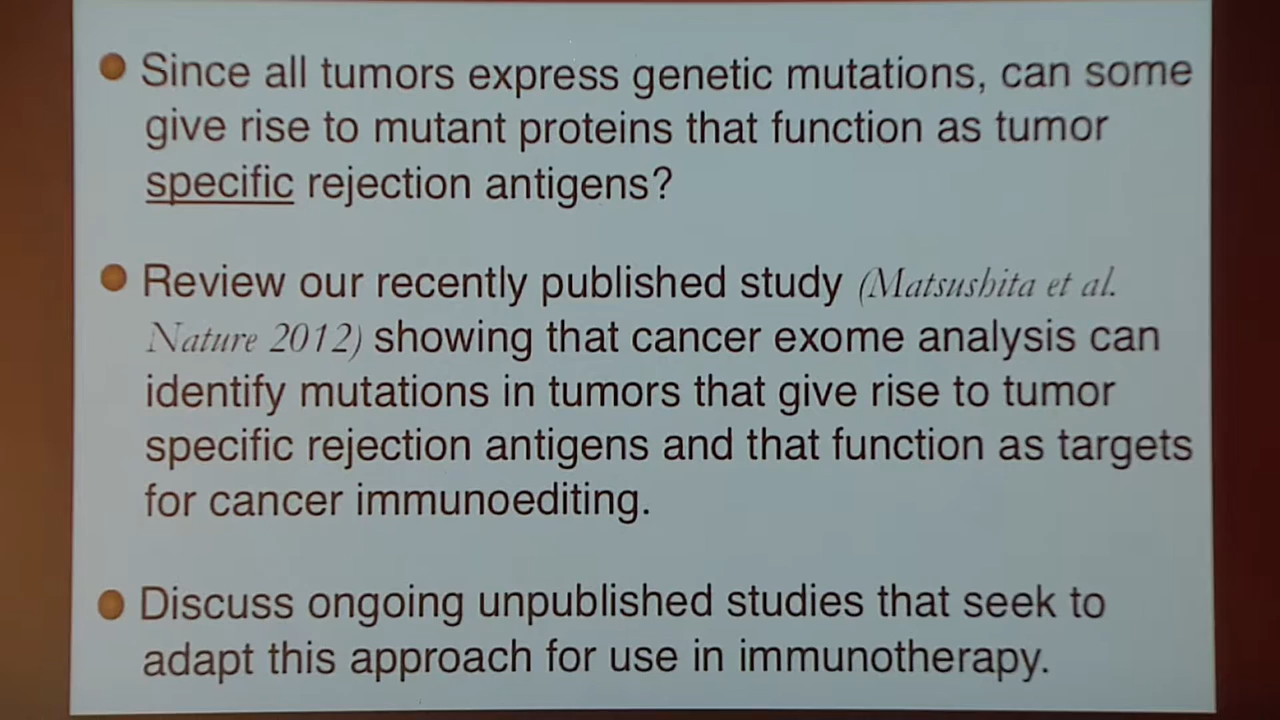 ● Since all tumors express genetic mutations, can some
give rise to mutant proteins that function as tumor
specific rejection antigens?
● Review our recently published study (Matsushita et al.
Nature 2012) showing that cancer exome analysis can
identify mutations in tumors that give rise to tumor
specific rejection antigens and that function as targets
for cancer immunoediting.
● Discuss ongoing unpublished studies that seek to
adapt this approach for use in immunotherapy.